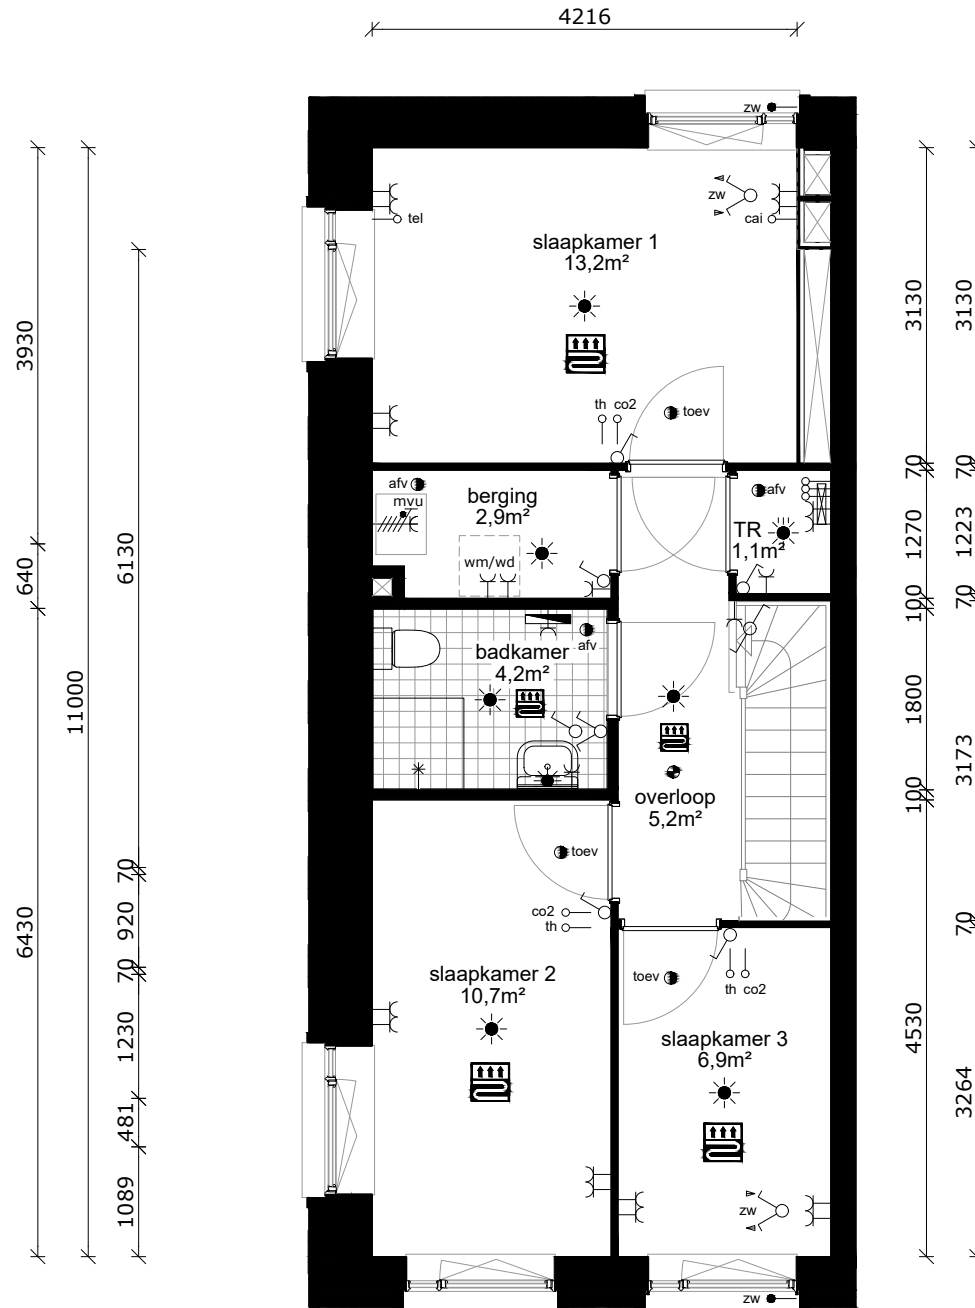 4216
zw
tel
zw
cai
slaapkamer 1
13,2m²
th co2
toev
afv
mvu
berging
2,9m²
wm/wd
afv
TR
1,1m²
afv
badkamer
4,2m²
overloop
5,2m²
toev
co2
th
slaapkamer 2
10,7m²
toev
th co2
slaapkamer 3
6,9m²
zw
zw
3930
640
6430
11000
6130
70
920
70
1230
481
1089
3130
70
1270
100
1800
100
4530
3130
70
1223
70
3173
70
3264